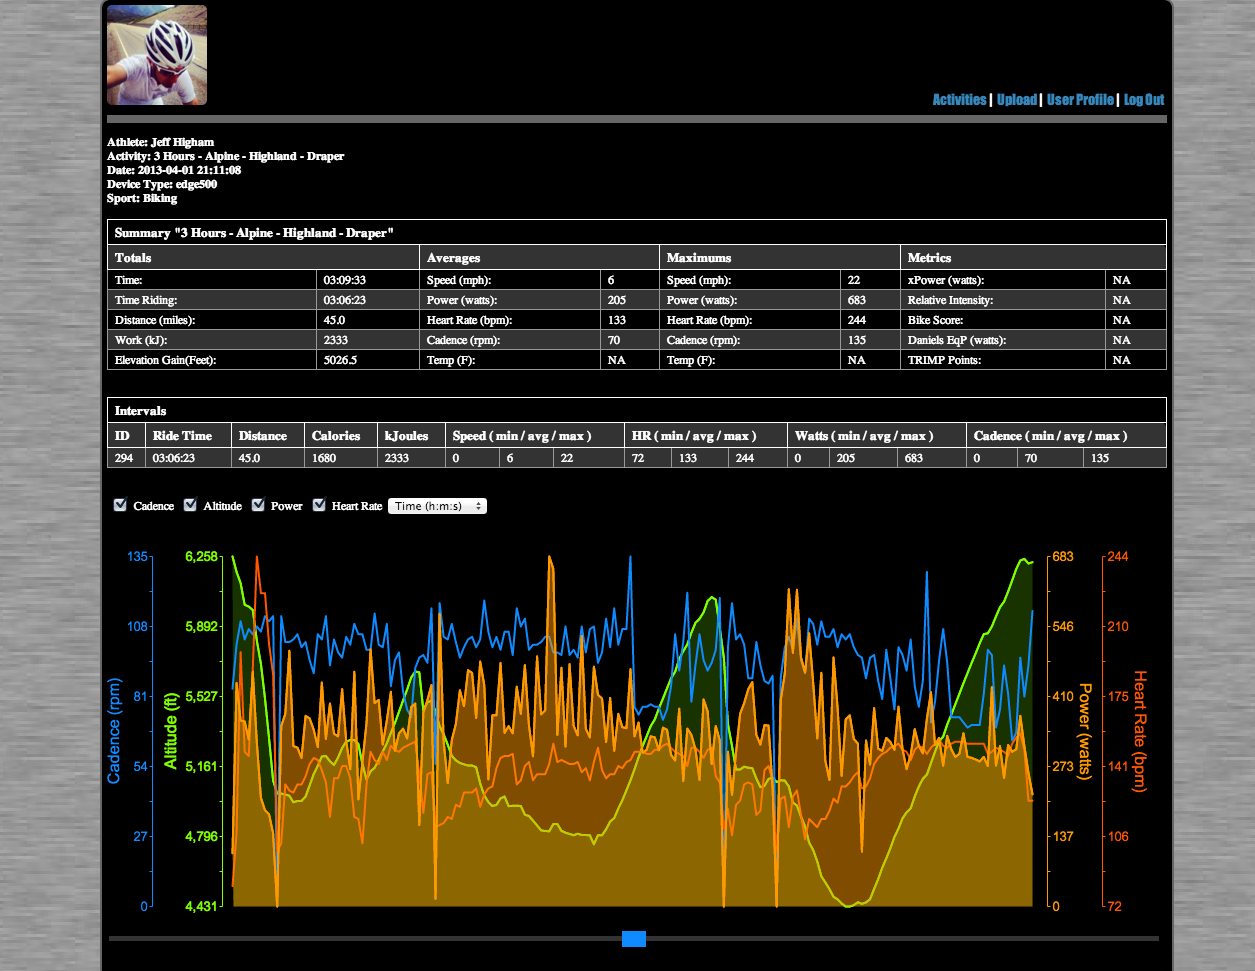 Activities | Upload | User Profile | Log Out
Athlete: Jeff Higham
Activity: 3 Hours - Alpine - Highland - Draper
Date: 2013-04-01 21:11:08
Device Type: edge500
Sport: Biking
Summary "3 Hours - Alpine - Highland - Draper"
Totals Averages Maximums Metrics
Time: 03:09:33 Speed (mph): 6 Speed (mph): 22 xPower (watts): NA
Time Riding: 03:06:23 Power (watts): 205 Power (watts): 683 Relative Intensity: NA
Distance (miles): 45.0 Heart Rate (bpm): 133 Heart Rate (bpm): 244 Bike Score: NA
Work (kJ): 2333 Cadence (rpm): 70 Cadence (rpm): 135 Daniels EqP (watts): NA
Elevation Gain(Feet): 5026.5 Temp (F): NA Temp (F): NA TRIMP Points: NA
Intervals
ID Ride Time Distance Calories kJoules Speed ( min / avg / max ) HR ( min / avg / max ) Watts ( min / avg / max ) Cadence ( min / avg / max )
294 03:06:23 45.0 1680 2333 0 6 22 72 133 244 0 205 683 0 70 135
Cadence Altitude Power Heart Rate Time (h:m:s)
135 6,258 683 244
108 5,892 546 210
81 5,527 410 175
54 5,161 273 141
27 4,796 137 106
0 4,431 0 72
Cadence (rpm)
Altitude (ft)
Power (watts)
Heart Rate (bpm)